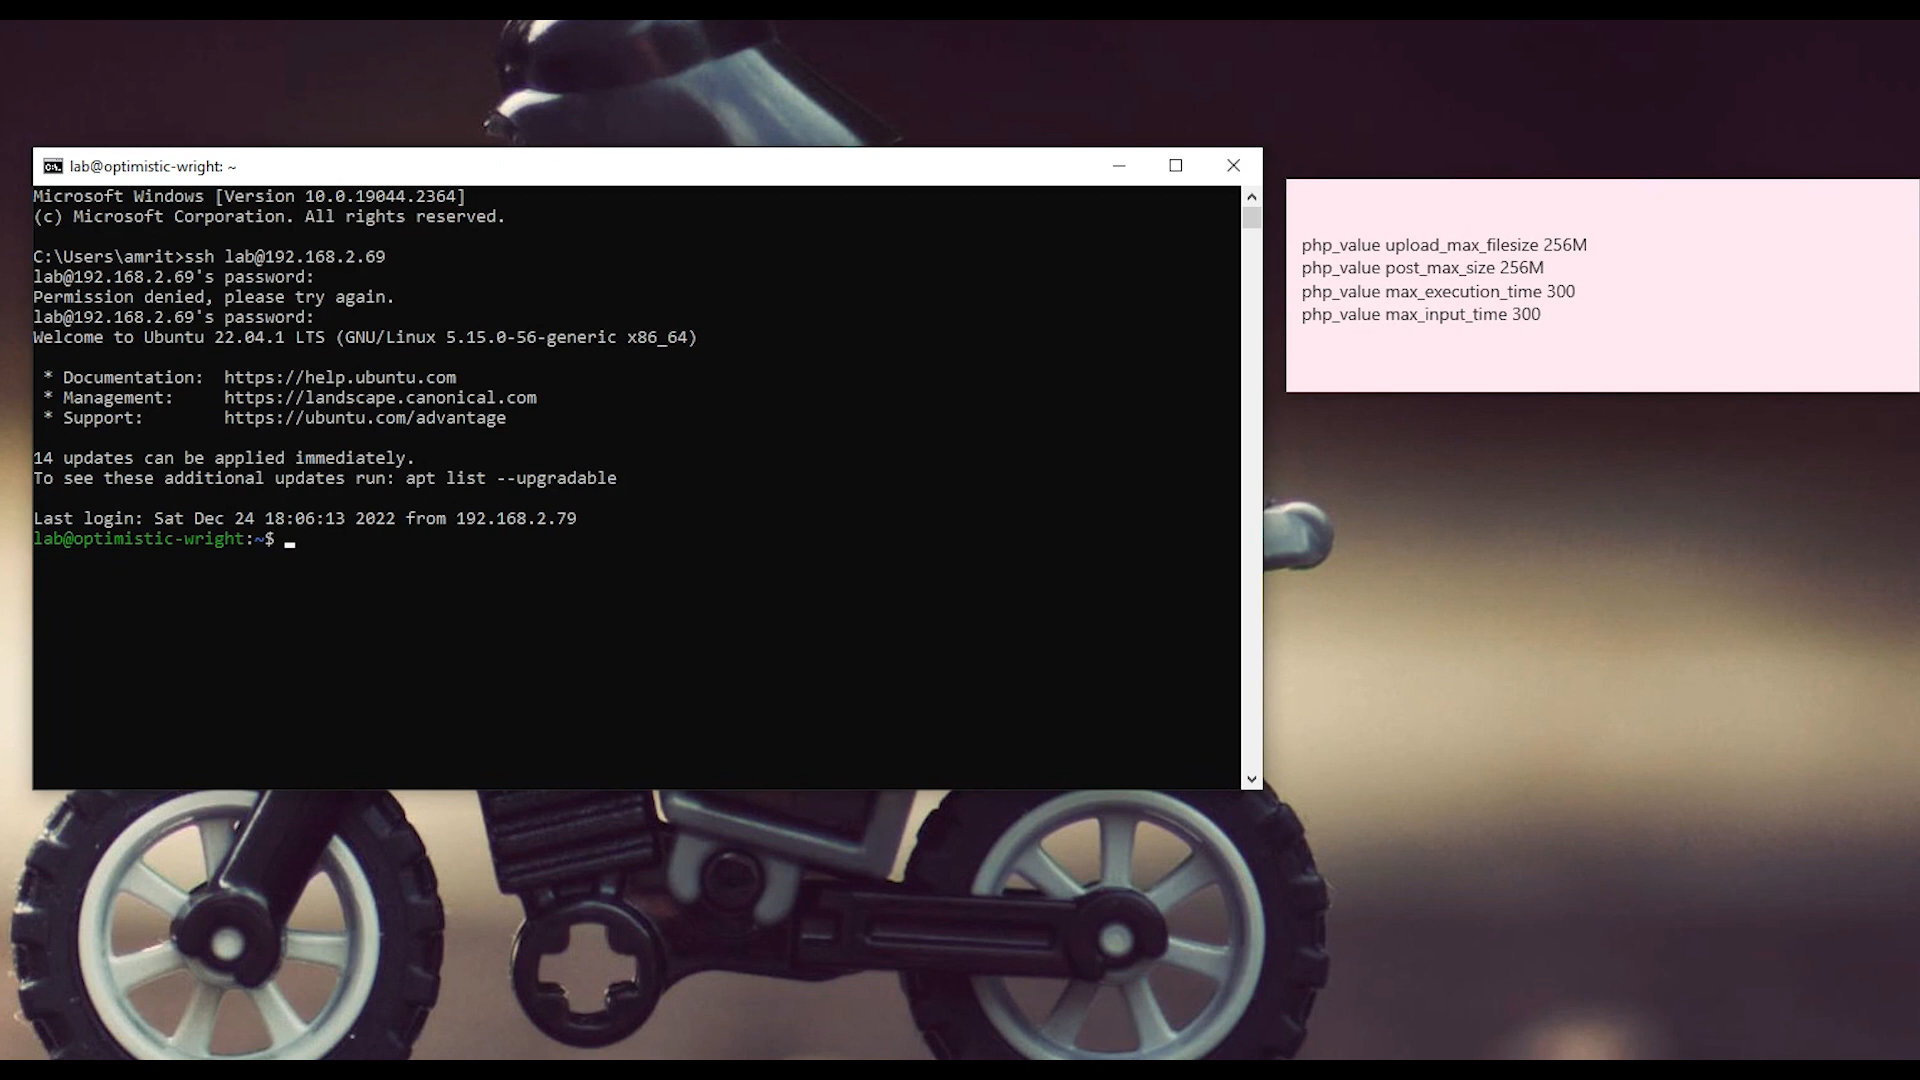 lab@optimistic-wright: ~
Microsoft Windows [Version 10.0.19044.2364]
(c) Microsoft Corporation. All rights reserved.
C:\Users\amrit>ssh lab@192.168.2.69
lab@192.168.2.69's password:
Permission denied, please try again.
lab@192.168.2.69's password:
Welcome to Ubuntu 22.04.1 LTS (GNU/Linux 5.15.0-56-generic x86_64)
* Documentation:  https://help.ubuntu.com
* Management:     https://landscape.canonical.com
* Support:        https://ubuntu.com/advantage
14 updates can be applied immediately.
To see these additional updates run: apt list --upgradable
Last login: Sat Dec 24 18:06:13 2022 from 192.168.2.79
lab@optimistic-wright:~$
php_value upload_max_filesize 256M
php_value post_max_size 256M
php_value max_execution_time 300
php_value max_input_time 300